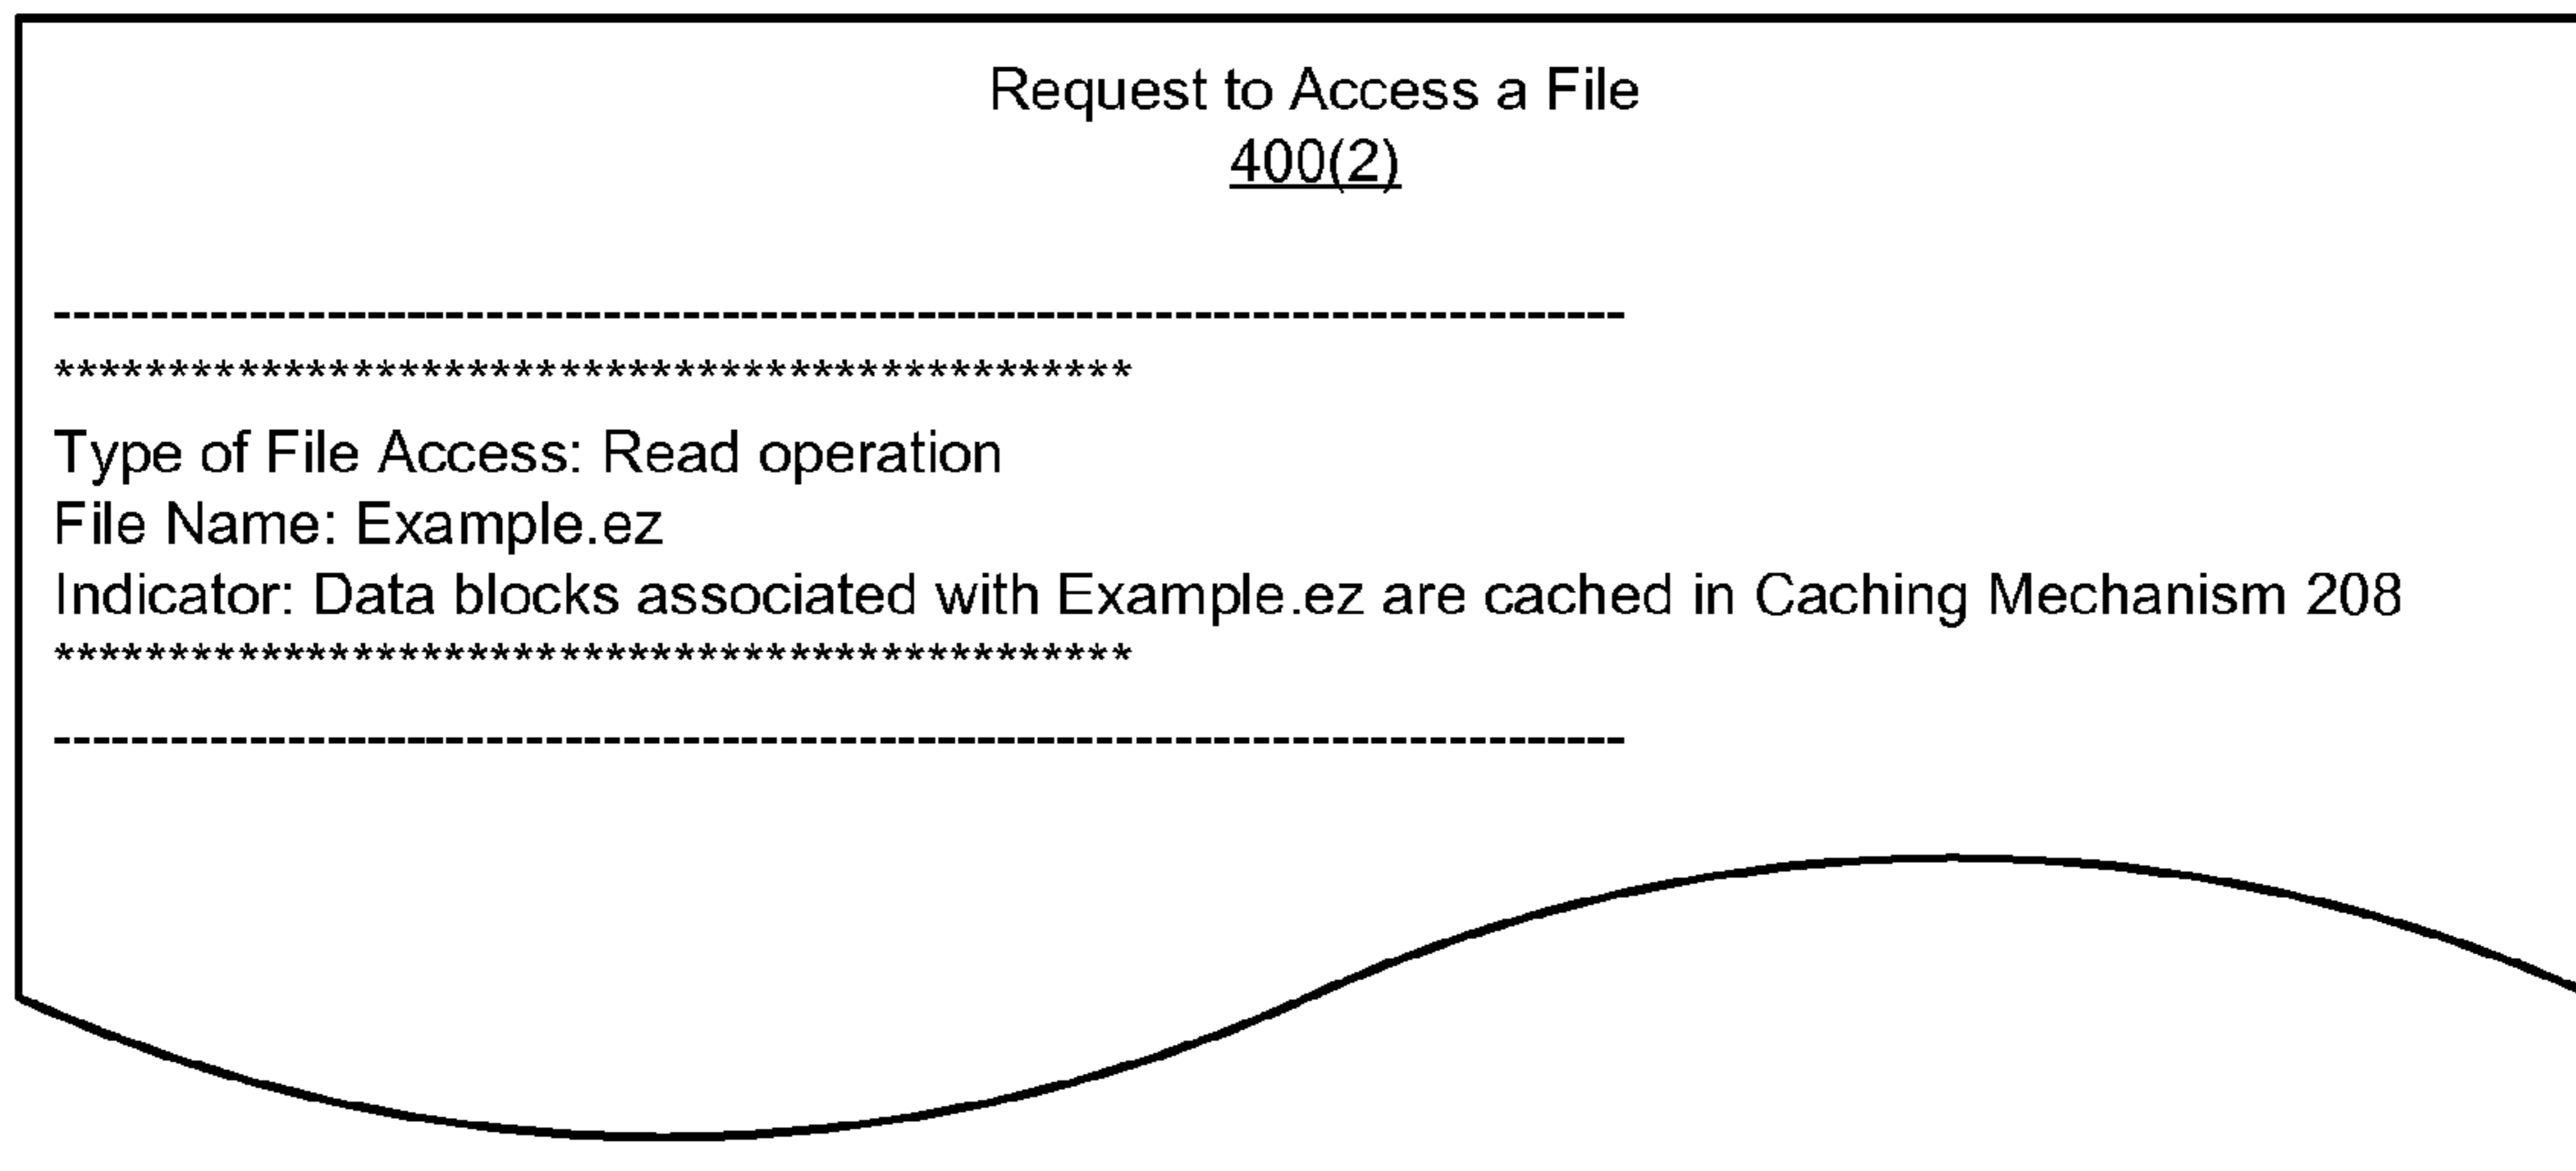 Request to Access a File
400(2)
--------------------------------------------------------------------------------
***********************************************
Type of File Access: Read operation
File Name: Example.ez
Indicator: Data blocks associated with Example.ez are cached in Caching Mechanism 208
***********************************************
--------------------------------------------------------------------------------